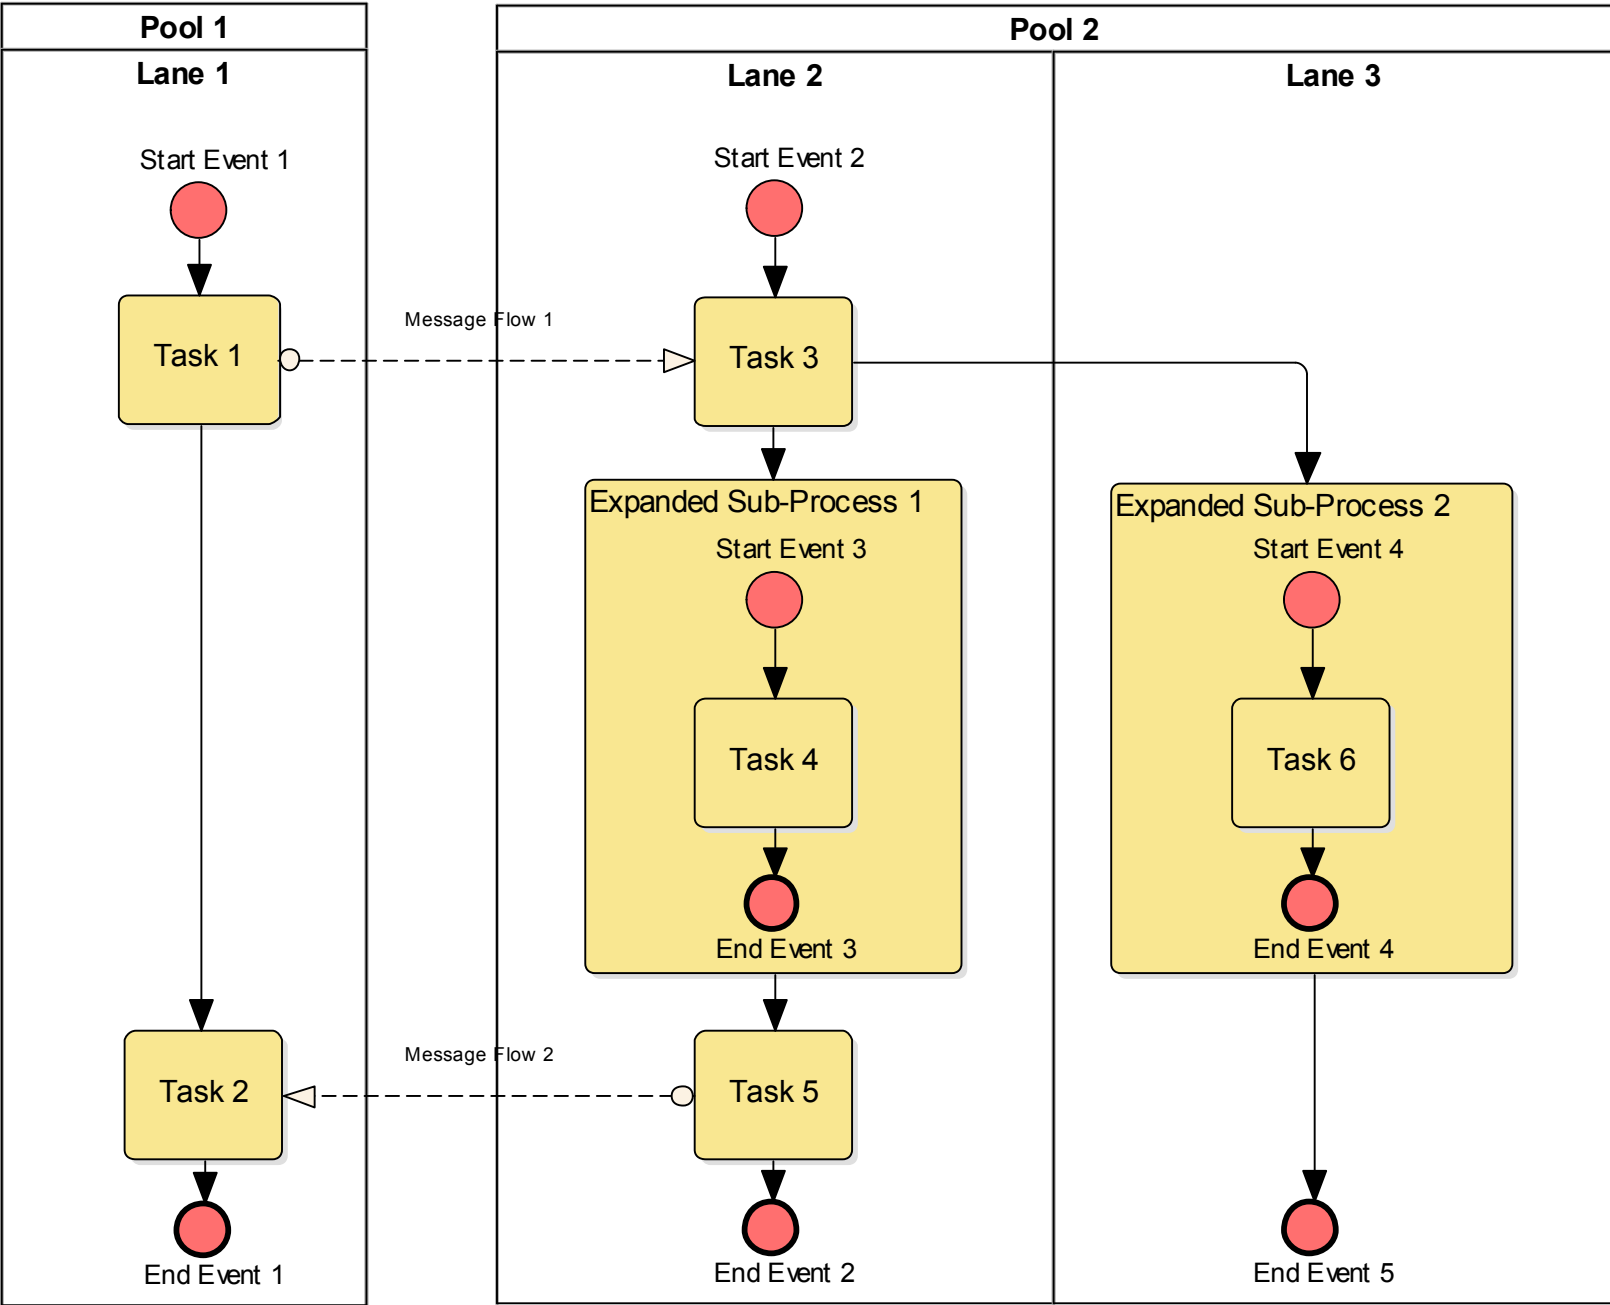 Pool 1
Pool 2
Lane 1
Lane 2
Lane 3
Start Event 1
Start Event 2
Message Flow 1
Task 1
Task 3
Expanded Sub-Process 1
Expanded Sub-Process 2
Start Event 3
Start Event 4
Task 4
Task 6
End Event 3
End Event 4
Message Flow 2
Task 2
Task 5
End Event 1
End Event 2
End Event 5